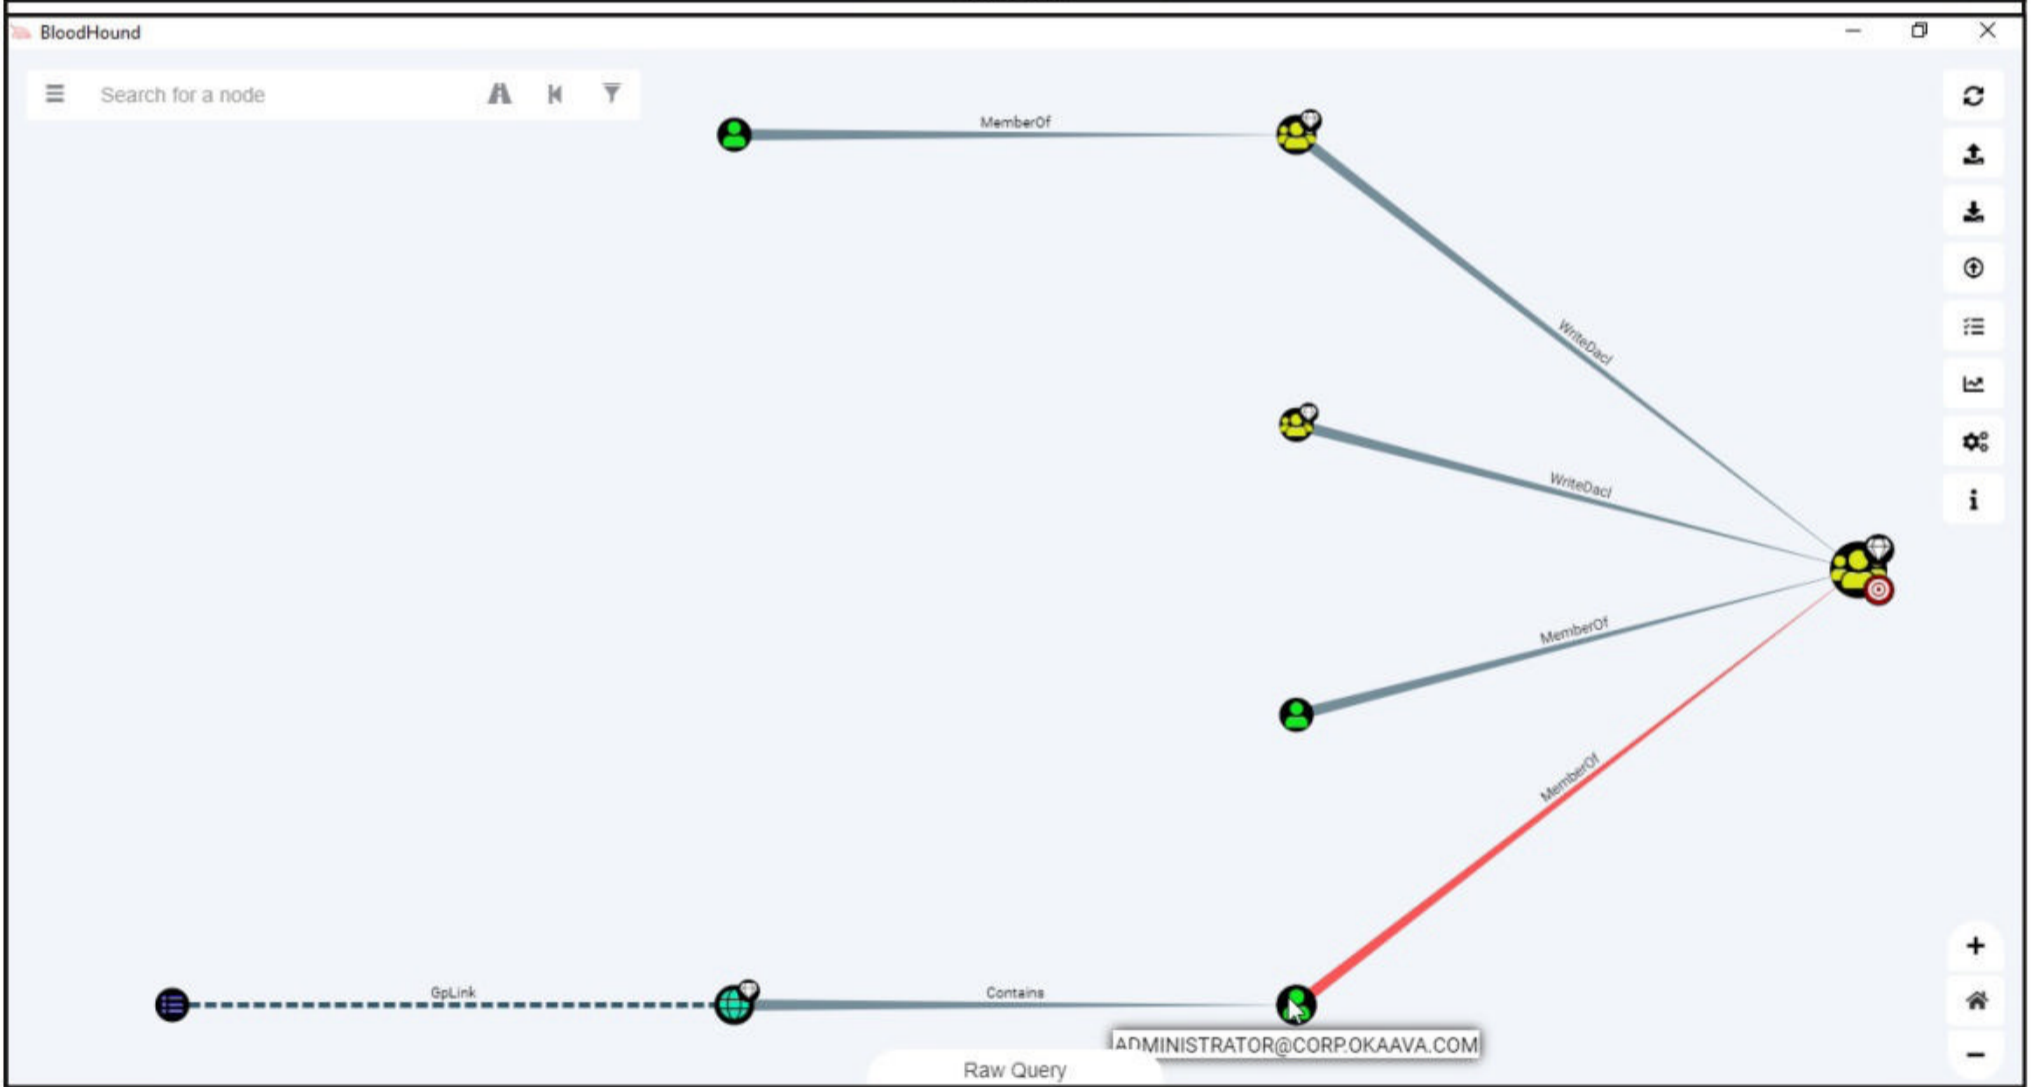 BloodHound
Search for a node
MemberOf
WriteDacl
WriteDacl
MemberOf
MemberOf
GpLink
Contains
ADMINISTRATOR@CORP.OKAAVA.COM
Raw Query